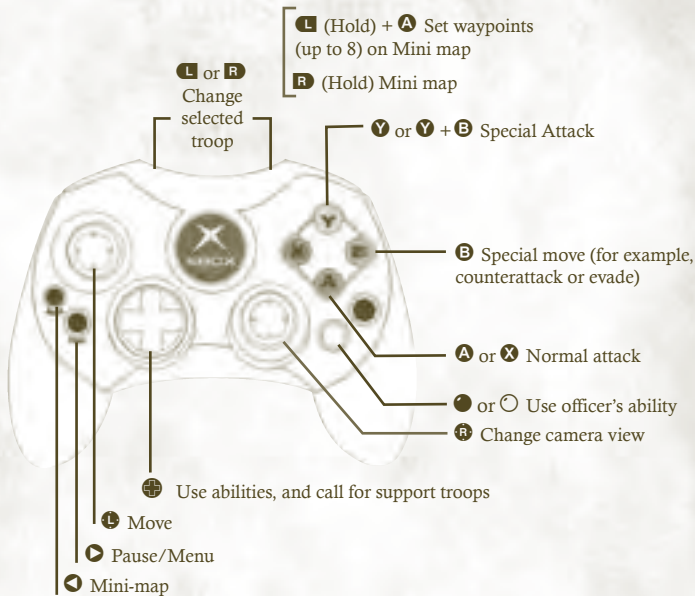 L (Hold) + A Set waypoints
(up to 8) on Mini map
R (Hold) Mini map
L or R
Change
selected
troop
Y or Y + B Special Attack
B Special move (for example,
counterattack or evade)
A or X Normal attack
or Use officer's ability
R Change camera view
Use abilities, and call for support troops
L Move
Pause/Menu
Mini-map
XBOX
Y
X
B
A